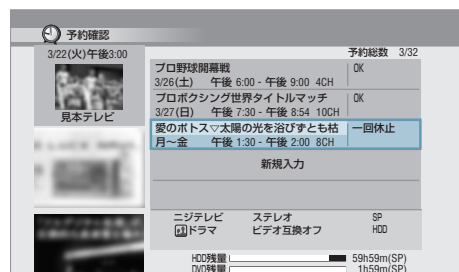 予約確認
3/22(火)午後3:00
予約総数 3/32
見本テレビ
プロ野球開幕戦 OK
3/26(土) 午後 6:00 - 午後 9:00 4CH
プロボクシング世界タイトルマッチ OK
3/27(日) 午後 7:30 - 午後 8:54 10CH
愛のポトス▽太陽の光を浴びずとも枯 一回休止
月~金 午後 1:30 - 午後 2:00 8CH
新規入力
ニジテレビ ステレオ SP
ドラマ ビデオ互換オフ HDD
HDD残量 59h59m(SP)
DVD残量 1h59m(SP)